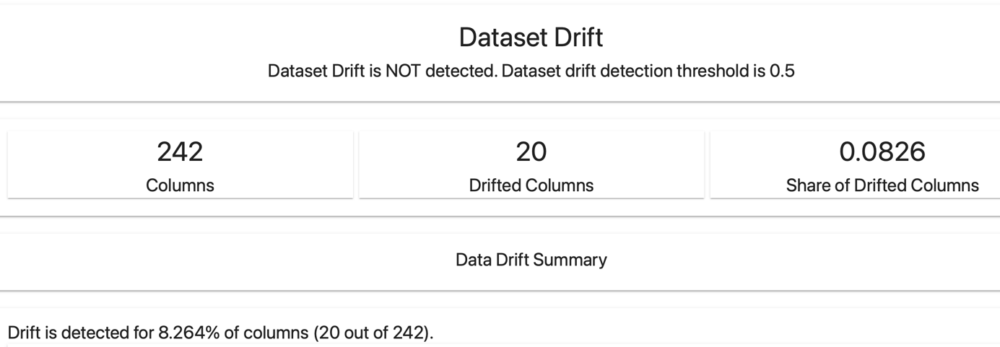 Dataset Drift
Dataset Drift is NOT detected. Dataset drift detection threshold is 0.5
242
Columns
20
Drifted Columns
0.0826
Share of Drifted Columns
Data Drift Summary
Drift is detected for 8.264% of columns (20 out of 242).